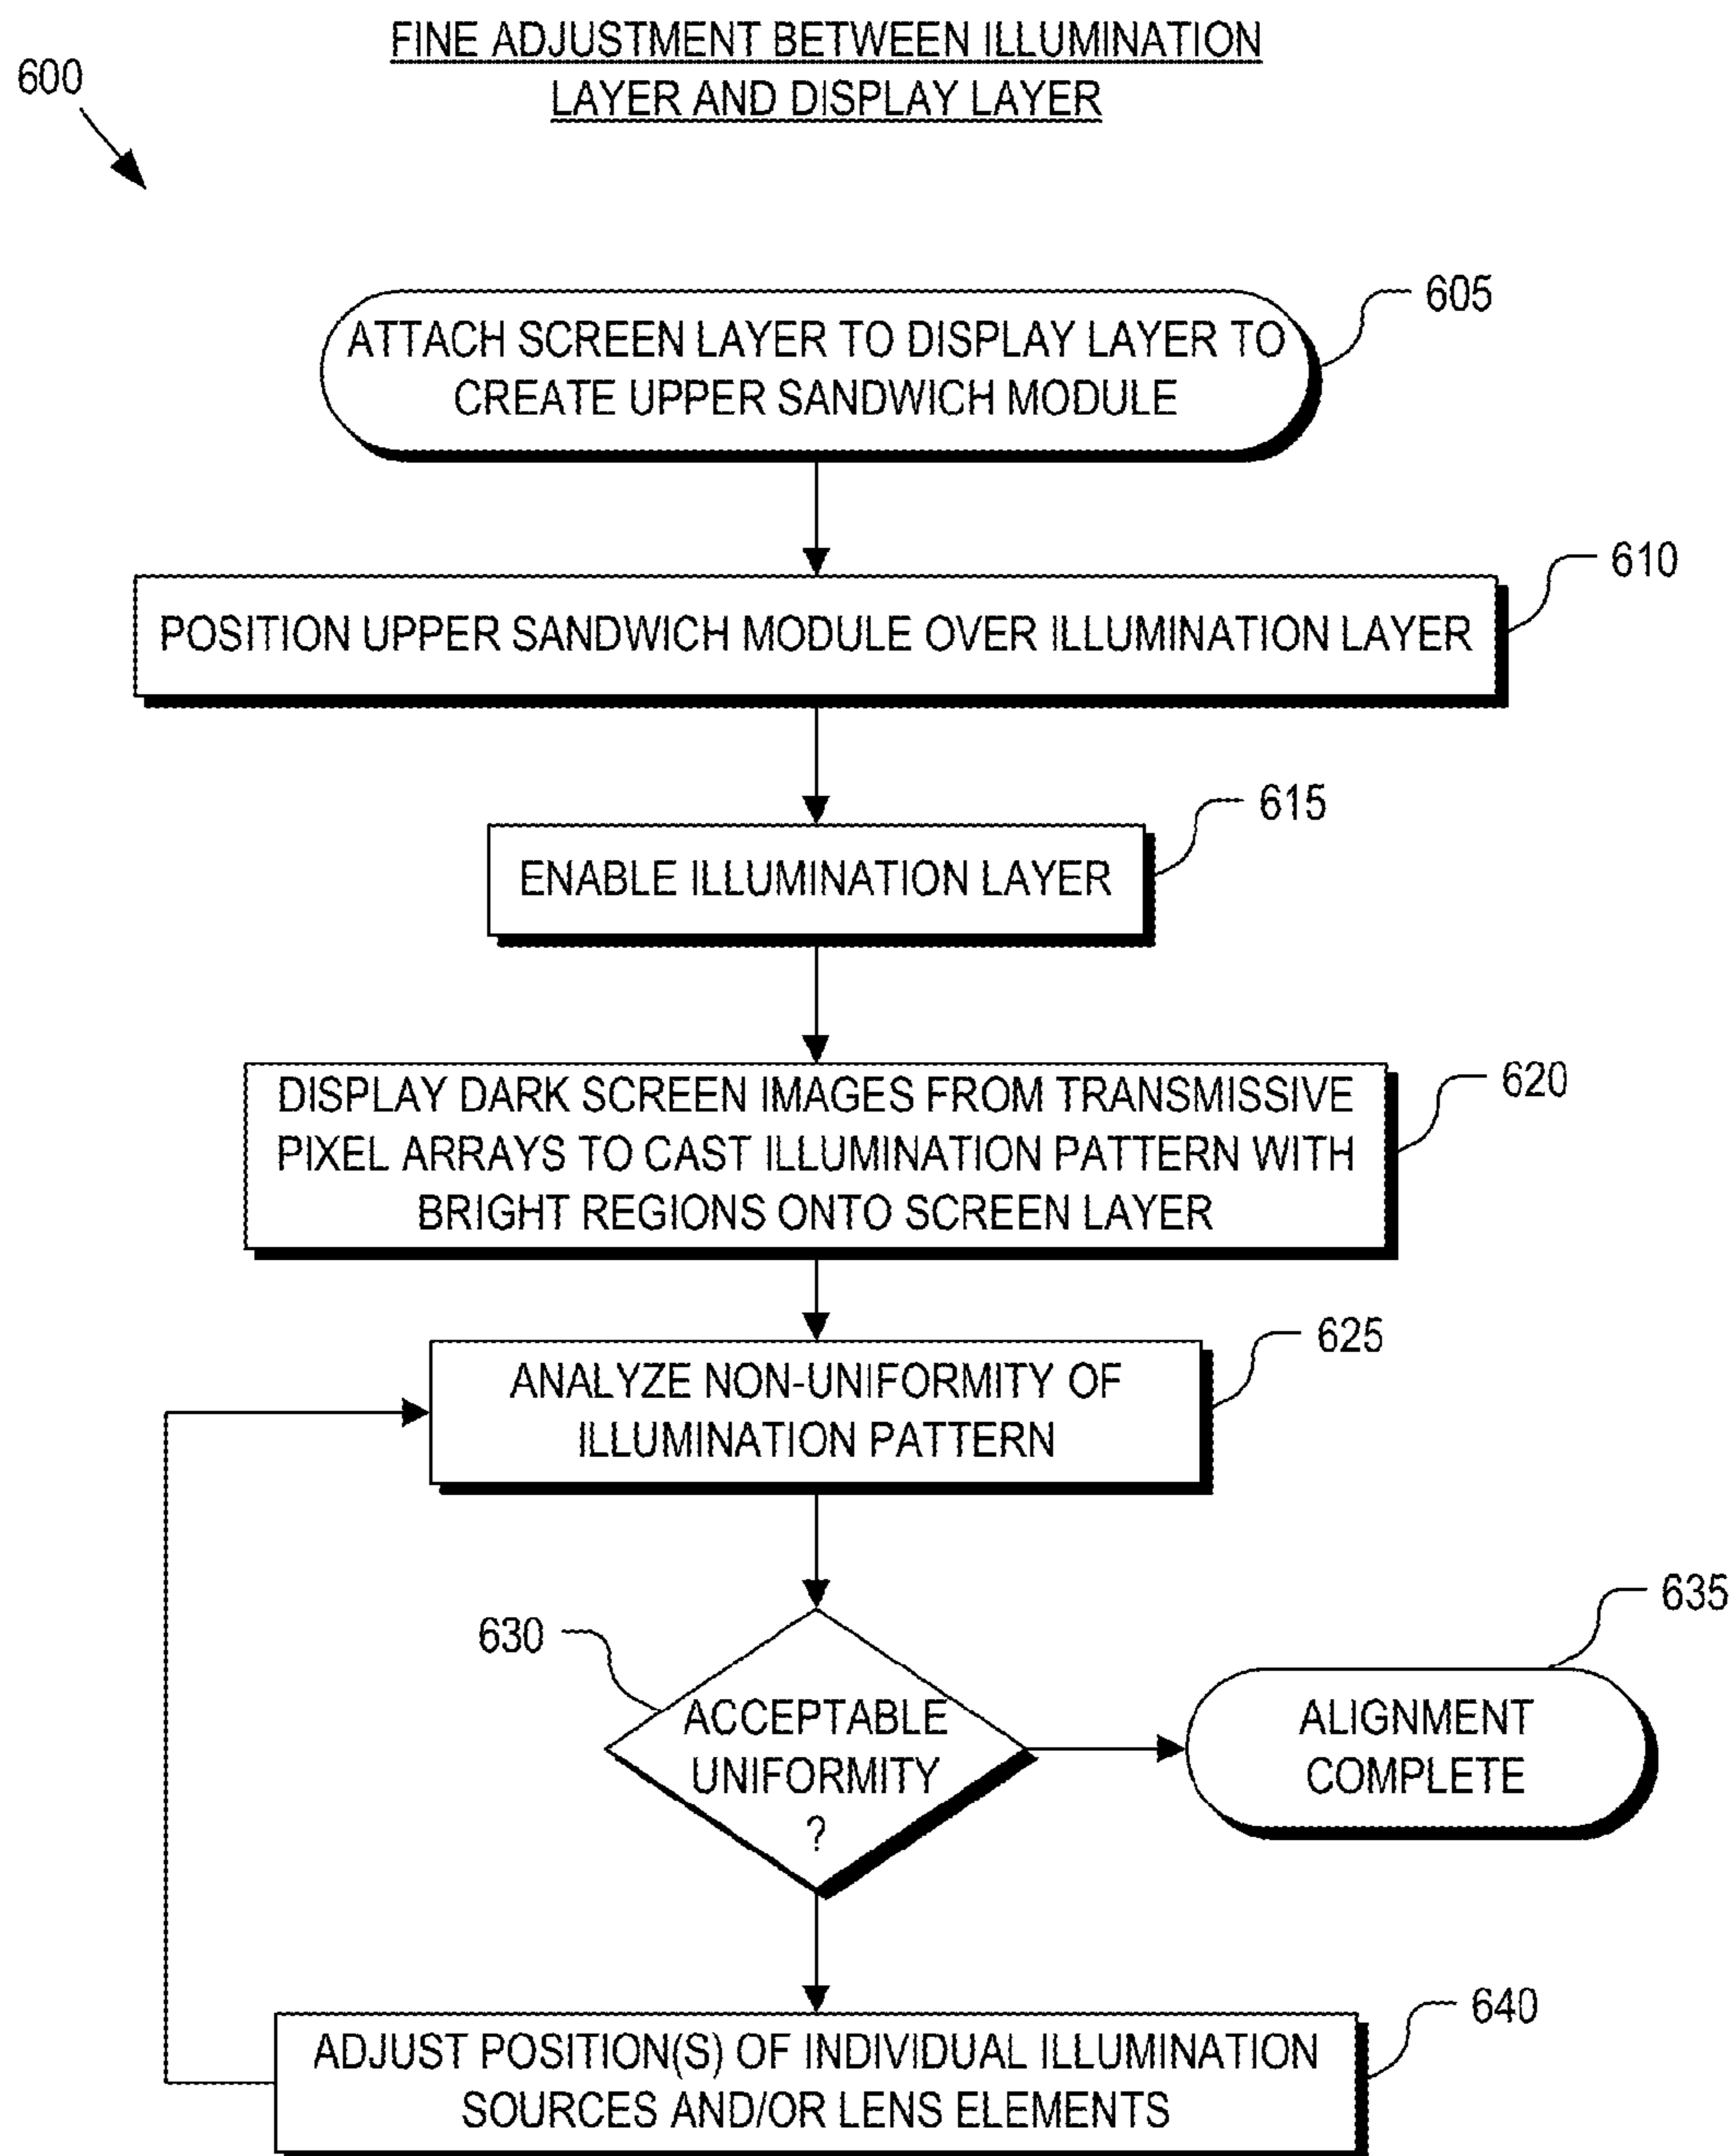 FINE ADJUSTMENT BETWEEN ILLUMINATION
LAYER AND DISPLAY LAYER
600
605
ATTACH SCREEN LAYER TO DISPLAY LAYER TO
CREATE UPPER SANDWICH MODULE
610
POSITION UPPER SANDWICH MODULE OVER ILLUMINATION LAYER
615
ENABLE ILLUMINATION LAYER
620
DISPLAY DARK SCREEN IMAGES FROM TRANSMISSIVE
PIXEL ARRAYS TO CAST ILLUMINATION PATTERN WITH
BRIGHT REGIONS ONTO SCREEN LAYER
625
ANALYZE NON-UNIFORMITY OF
ILLUMINATION PATTERN
630
ACCEPTABLE
UNIFORMITY
?
635
ALIGNMENT
COMPLETE
640
ADJUST POSITION(S) OF INDIVIDUAL ILLUMINATION
SOURCES AND/OR LENS ELEMENTS